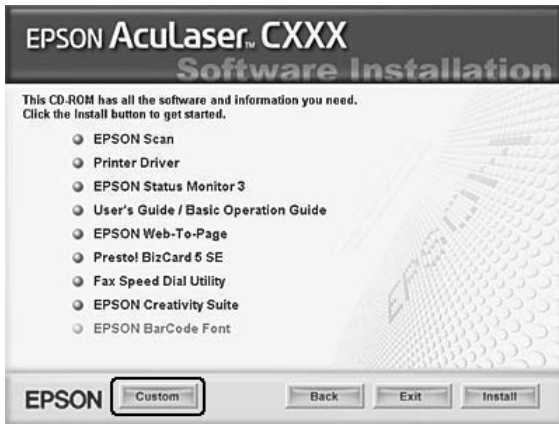 EPSON AcuLaser™ CXXX
Software Installation
This CD-ROM has all the software and information you need.
Click the Install button to get started.
EPSON Scan
Printer Driver
EPSON Status Monitor 3
User's Guide / Basic Operation Guide
EPSON Web-To-Page
Presto! BizCard 5 SE
Fax Speed Dial Utility
EPSON Creativity Suite
EPSON BarCode Font
EPSON
EPSON Custom Back Exit Install